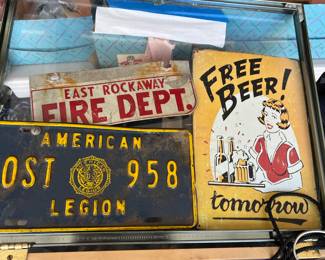 EAST ROCKAWAY
FIRE DEPT.
FREE
BEER!
tomorrow
AMERICAN
OST 958
LEGION